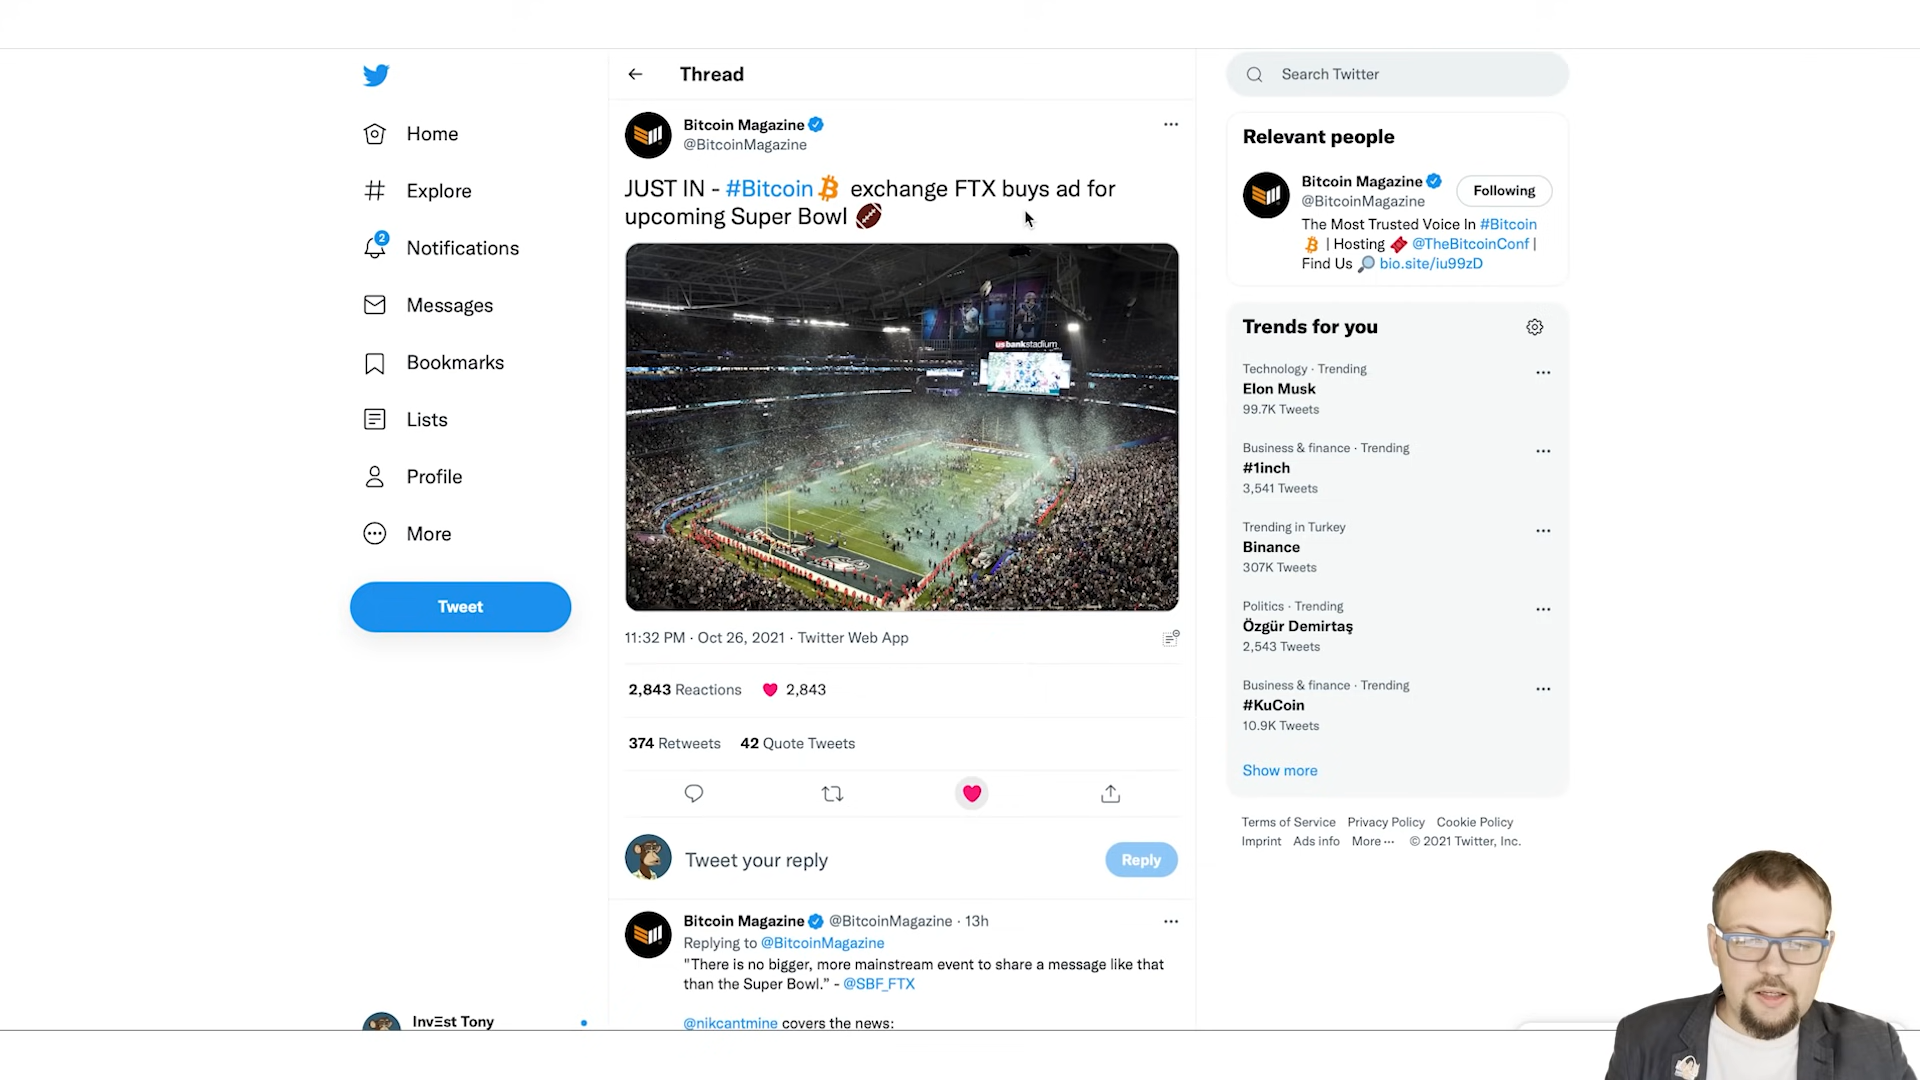 Home
Explore
2
Notifications
Messages
Bookmarks
Lists
Profile
More
Tweet
InvΞst Tony
Thread
Bitcoin Magazine
@BitcoinMagazine
JUST IN - #Bitcoin exchange FTX buys ad for
upcoming Super Bowl 🏈
usbankstadium
11:32 PM · Oct 26, 2021 · Twitter Web App
2,843 Reactions 2,843
374 Retweets 42 Quote Tweets
Tweet your reply
Reply
Bitcoin Magazine @BitcoinMagazine · 13h
Replying to @BitcoinMagazine
"There is no bigger, more mainstream event to share a message like that
than the Super Bowl.” - @SBF_FTX
@nikcantmine covers the news:
Search Twitter
Relevant people
Bitcoin Magazine
@BitcoinMagazine
Following
The Most Trusted Voice In #Bitcoin
| Hosting @TheBitcoinConf |
Find Us 🔎 bio.site/iu99zD
Trends for you
Technology · Trending
Elon Musk
99.7K Tweets
Business & finance · Trending
#1inch
3,541 Tweets
Trending in Turkey
Binance
307K Tweets
Politics · Trending
Özgür Demirtaş
2,543 Tweets
Business & finance · Trending
#KuCoin
10.9K Tweets
Show more
Terms of Service Privacy Policy Cookie Policy
Imprint Ads info More ··· © 2021 Twitter, Inc.